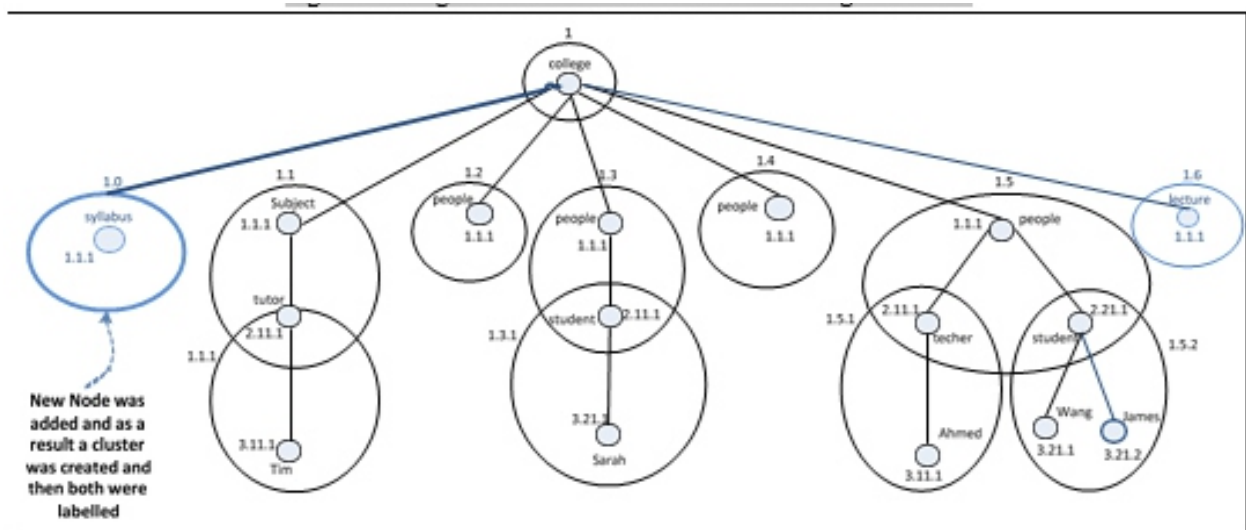 1
college
1.0
1.1
1.2
1.3
1.4
1.5
1.6
syllabus
1.1.1
Subject
1.1.1
people
1.1.1
people
1.1.1
people
1.1.1
1.1.1
people
lecture
1.1.1
tutor
2.11.1
1.1.1
student
2.11.1
1.3.1
1.5.1
2.11.1
techer
2.21.1
student
1.5.2
New Node was
added and as a
result a cluster
was created and
then both were
labelled
3.11.1
Tim
3.21.1
Sarah
Ahmed
3.11.1
Wang
3.21.1
James
3.21.2